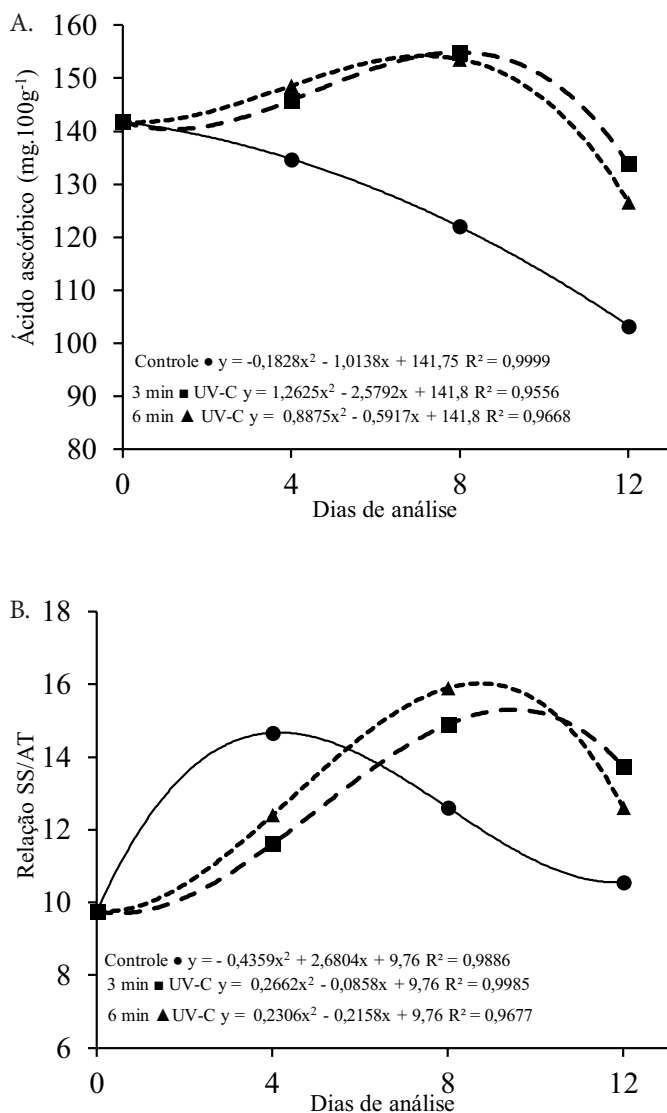 A.
160
150
140
130
120
110
100
90
80
Ácido ascórbico (mg.100g⁻¹)
Controle ● y = -0,1828x² - 1,0138x + 141,75 R² = 0,9999
3 min ■ UV-C y = 1,2625x² - 2,5792x + 141,8 R² = 0,9556
6 min ▲ UV-C y = 0,8875x² - 0,5917x + 141,8 R² = 0,9668
0 4 8 12
Dias de análise
B.
18
16
14
12
10
8
6
Relação SS/AT
Controle ● y = - 0,4359x² + 2,6804x + 9,76 R² = 0,9886
3 min ■ UV-C y = 0,2662x² - 0,0858x + 9,76 R² = 0,9985
6 min ▲ UV-C y = 0,2306x² - 0,2158x + 9,76 R² = 0,9677
0 4 8 12
Dias de análise